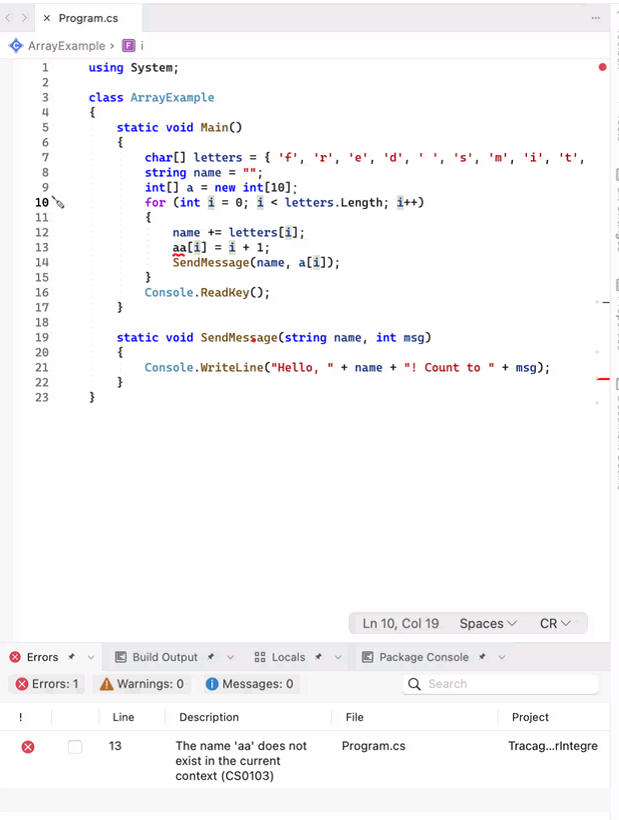 Program.cs
ArrayExample › i
1 using System;
2
3 class ArrayExample
4 {
5 static void Main()
6 {
7 char[] letters = { 'f', 'r', 'e', 'd', ' ', 's', 'm', 'i', 't',
8 string name = "";
9 int[] a = new int[10];
10 for (int i = 0; i < letters.Length; i++)
11 {
12 name += letters[i];
13 aa[i] = i + 1;
14 SendMessage(name, a[i]);
15 }
16 Console.ReadKey();
17 }
18
19 static void SendMessage(string name, int msg)
20 {
21 Console.WriteLine("Hello, " + name + "! Count to " + msg);
22 }
23 }
Ln 10, Col 19 Spaces CR
Errors Build Output Locals Package Console
Errors: 1 Warnings: 0 Messages: 0 Search
! Line Description File Project
13 The name 'aa' does not Program.cs Tracag...rIntegre
exist in the current
context (CS0103)